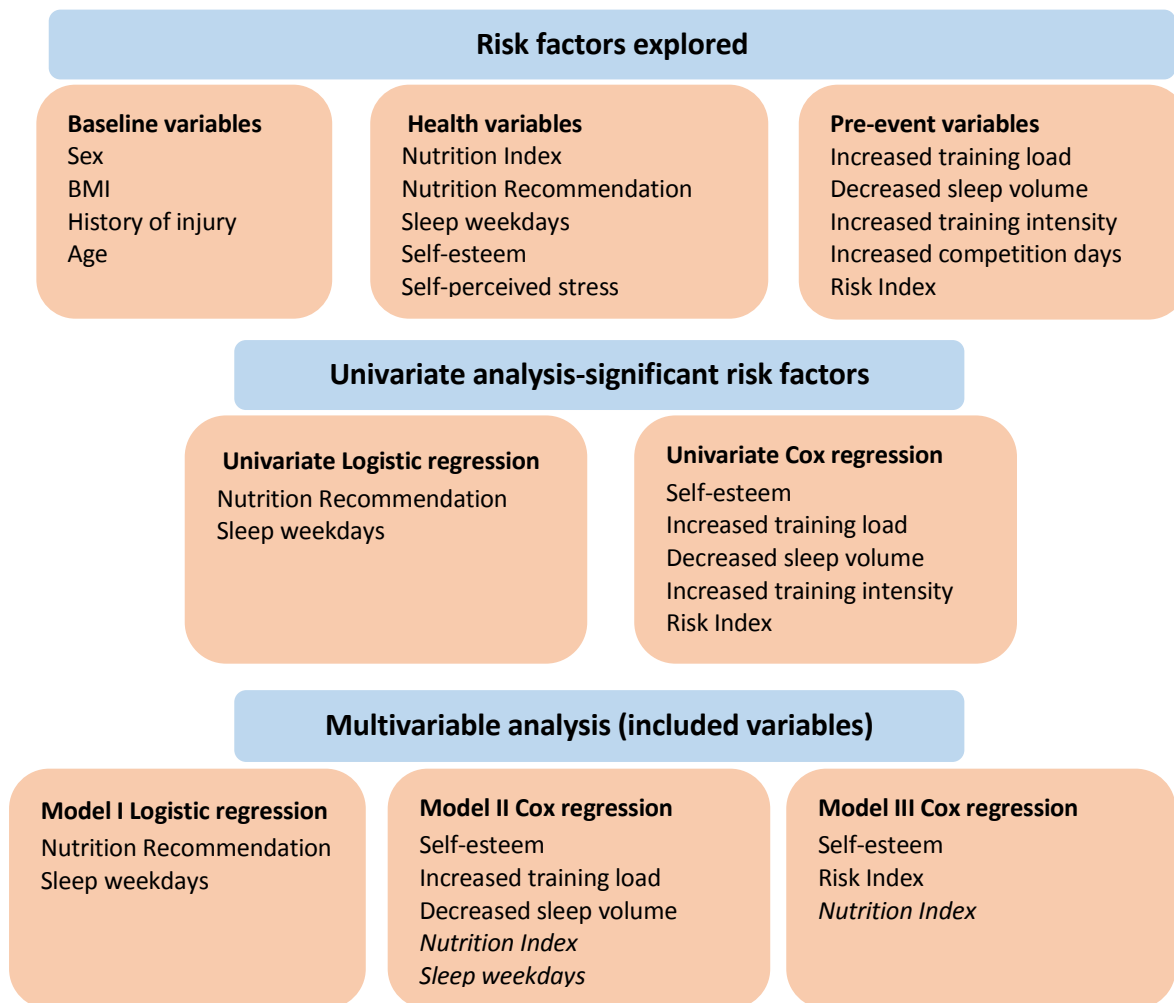 Risk factors explored
Baseline variables
Sex
BMI
History of injury
Age
Health variables
Nutrition Index
Nutrition Recommendation
Sleep weekdays
Self-esteem
Self-perceived stress
Pre-event variables
Increased training load
Decreased sleep volume
Increased training intensity
Increased competition days
Risk Index
Univariate analysis-significant risk factors
Univariate Logistic regression
Nutrition Recommendation
Sleep weekdays
Univariate Cox regression
Self-esteem
Increased training load
Decreased sleep volume
Increased training intensity
Risk Index
Multivariable analysis (included variables)
Model I Logistic regression
Nutrition Recommendation
Sleep weekdays
Model II Cox regression
Self-esteem
Increased training load
Decreased sleep volume
Nutrition Index
Sleep weekdays
Model III Cox regression
Self-esteem
Risk Index
Nutrition Index